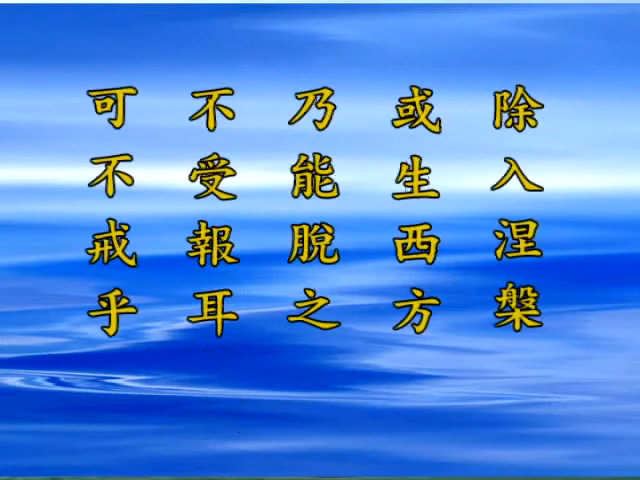 除入涅槃
或生西方
乃能脫之
不受報耳
可不戒乎